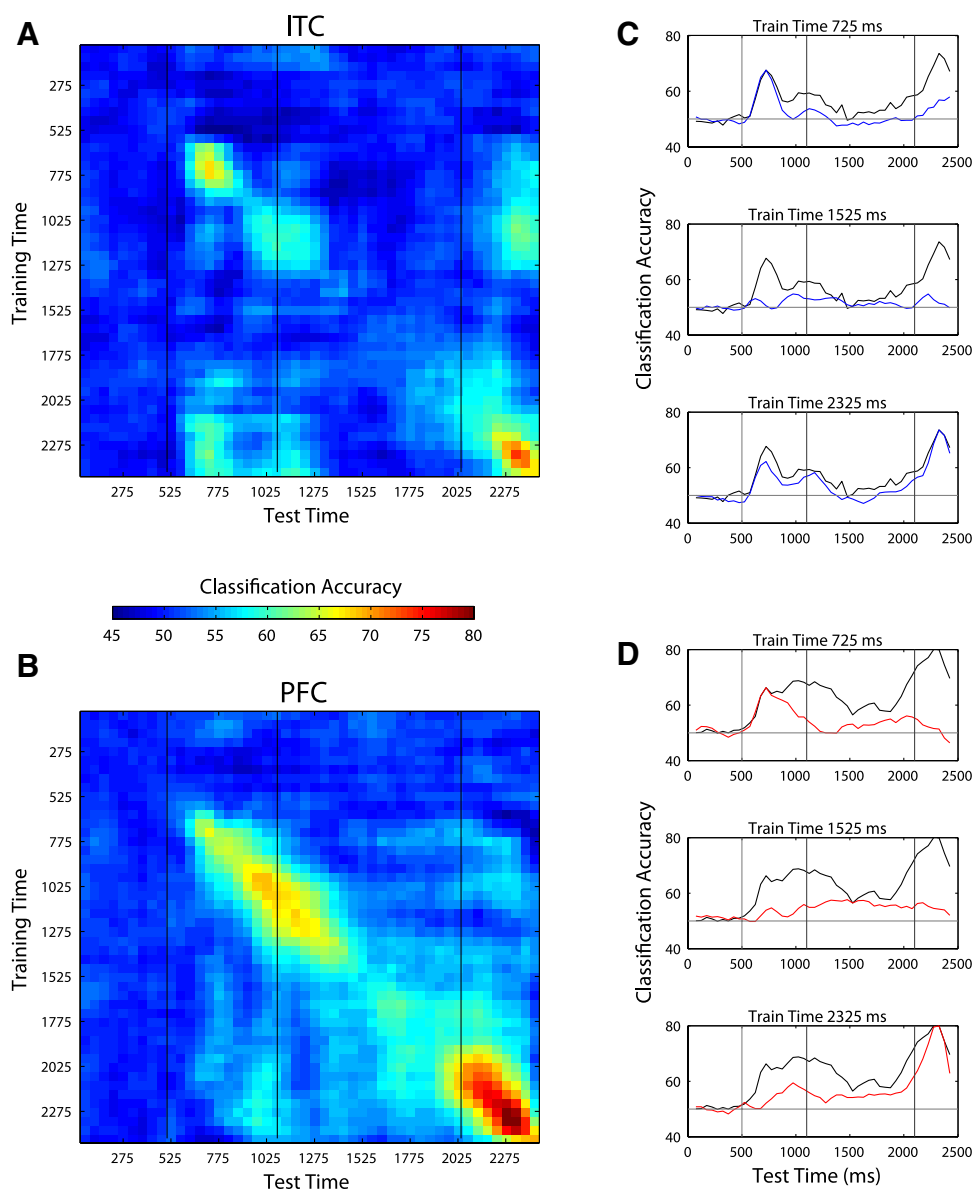 A
ITC
275
525
775
1025
1275
1525
1775
2025
2275
Training Time
275 525 775 1025 1275 1525 1775 2025 2275
Test Time
Classification Accuracy
45 50 55 60 65 70 75 80
B
PFC
275
525
775
1025
1275
1525
1775
2025
2275
Training Time
275 525 775 1025 1275 1525 1775 2025 2275
Test Time
C
Train Time 725 ms
80
60
40
0 500 1000 1500 2000 2500
Train Time 1525 ms
80
60
40
0 500 1000 1500 2000 2500
Train Time 2325 ms
80
60
40
0 500 1000 1500 2000 2500
Classification Accuracy
D
Train Time 725 ms
80
60
40
0 500 1000 1500 2000 2500
Train Time 1525 ms
80
60
40
0 500 1000 1500 2000 2500
Train Time 2325 ms
80
60
40
0 500 1000 1500 2000 2500
Classification Accuracy
Test Time (ms)